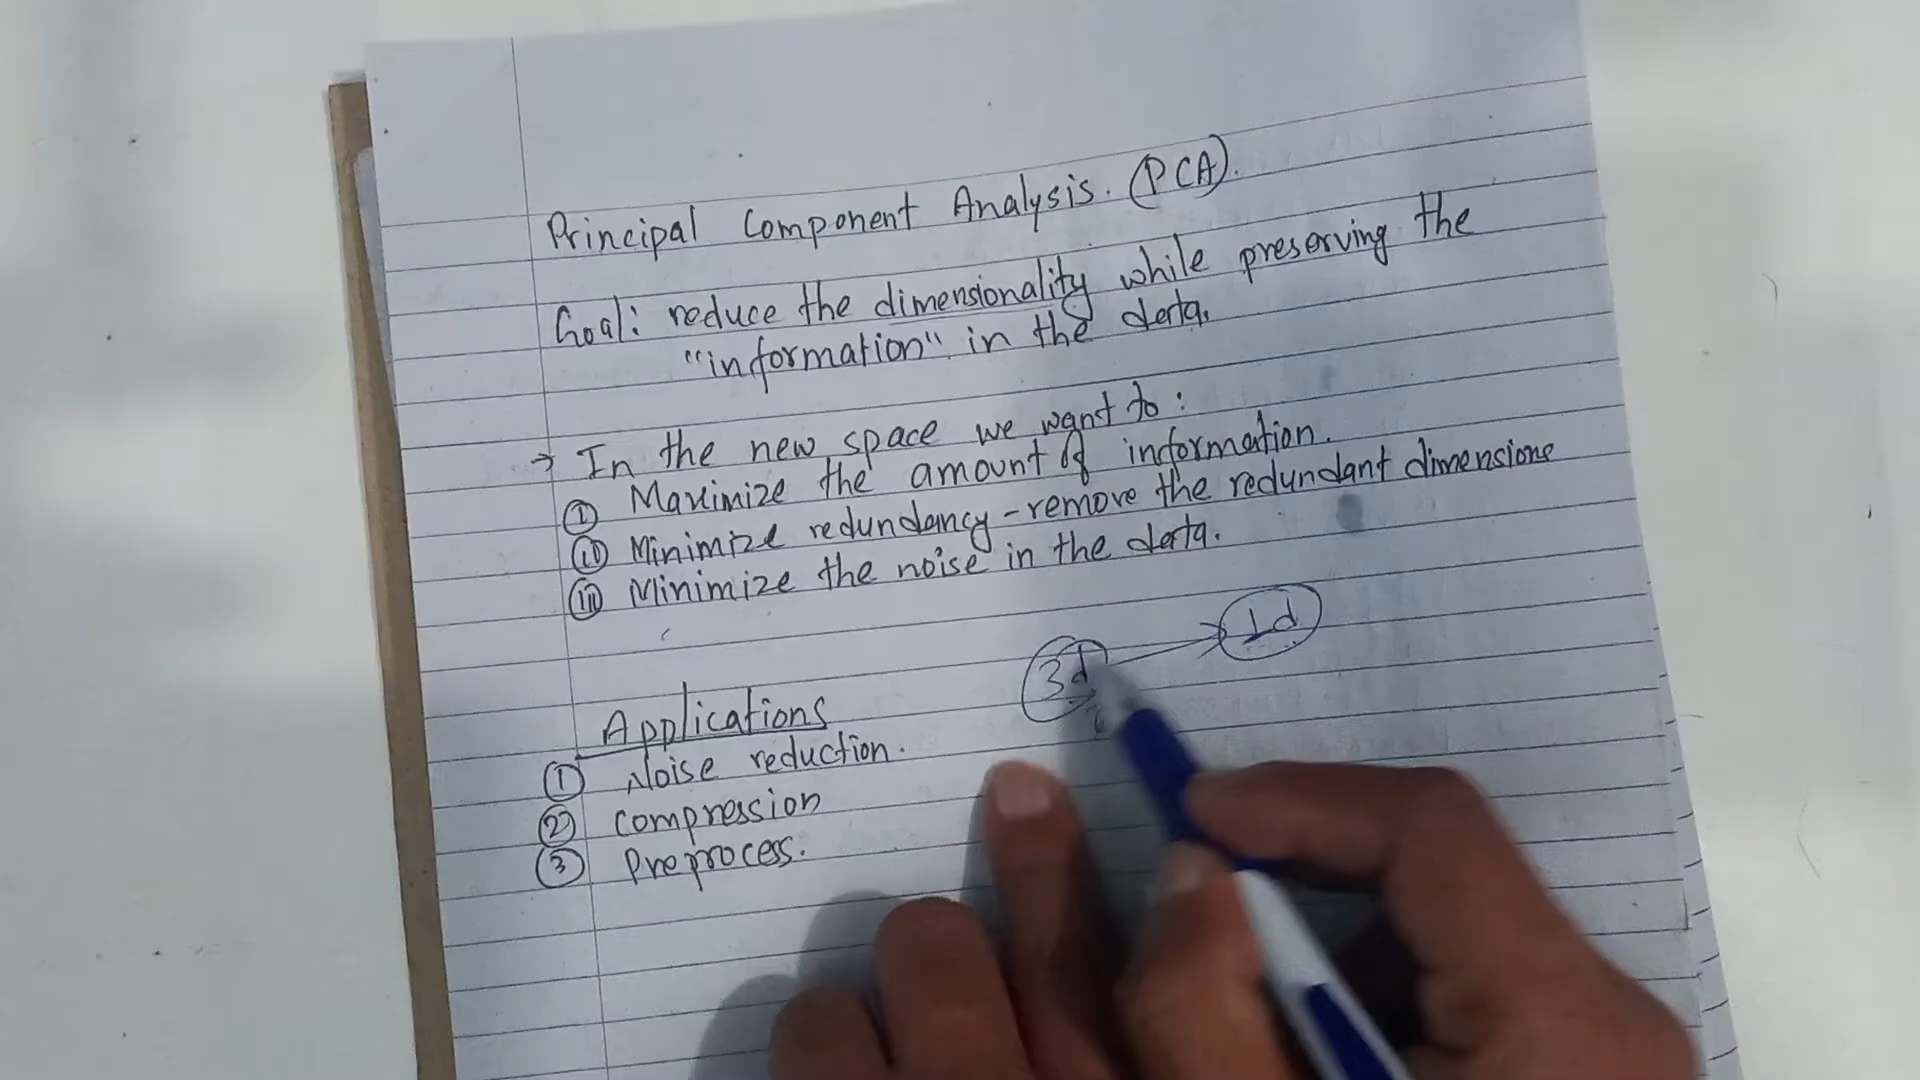 Principal Component Analysis. (PCA).
Goal: reduce the dimensionality while preserving the
"information" in the data.
→ In the new space we want to:
(i) Maximize the amount of information.
(ii) Minimize redundancy - remove the redundant dimensions
(iii) Minimize the noise in the data.
3d → 1d
Applications
① Noise reduction.
② Compression
③ Preprocess.